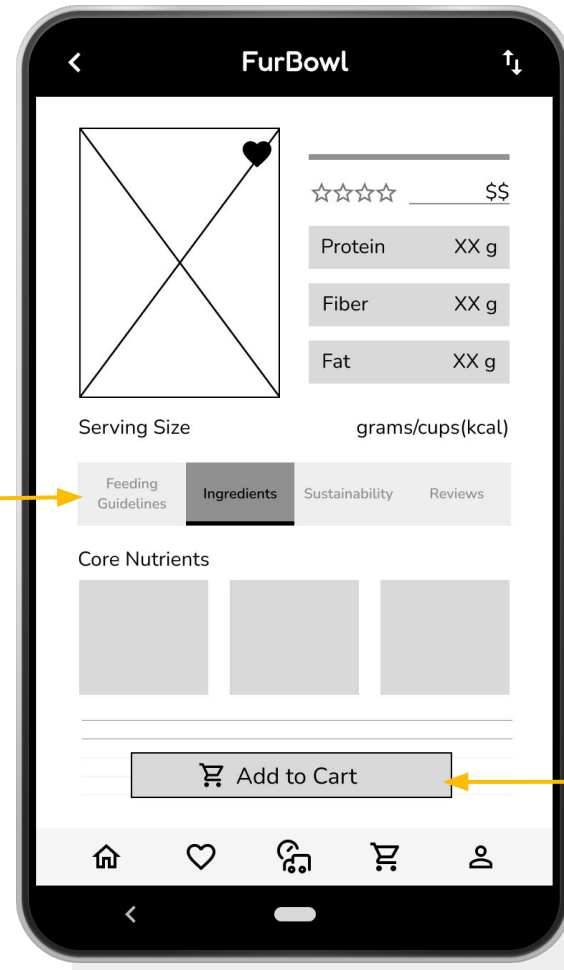 FurBowl
$$
Protein XX g
Fiber XX g
Fat XX g
Serving Size grams/cups(kcal)
Feeding
Guidelines
Ingredients
Sustainability
Reviews
Core Nutrients
Add to Cart